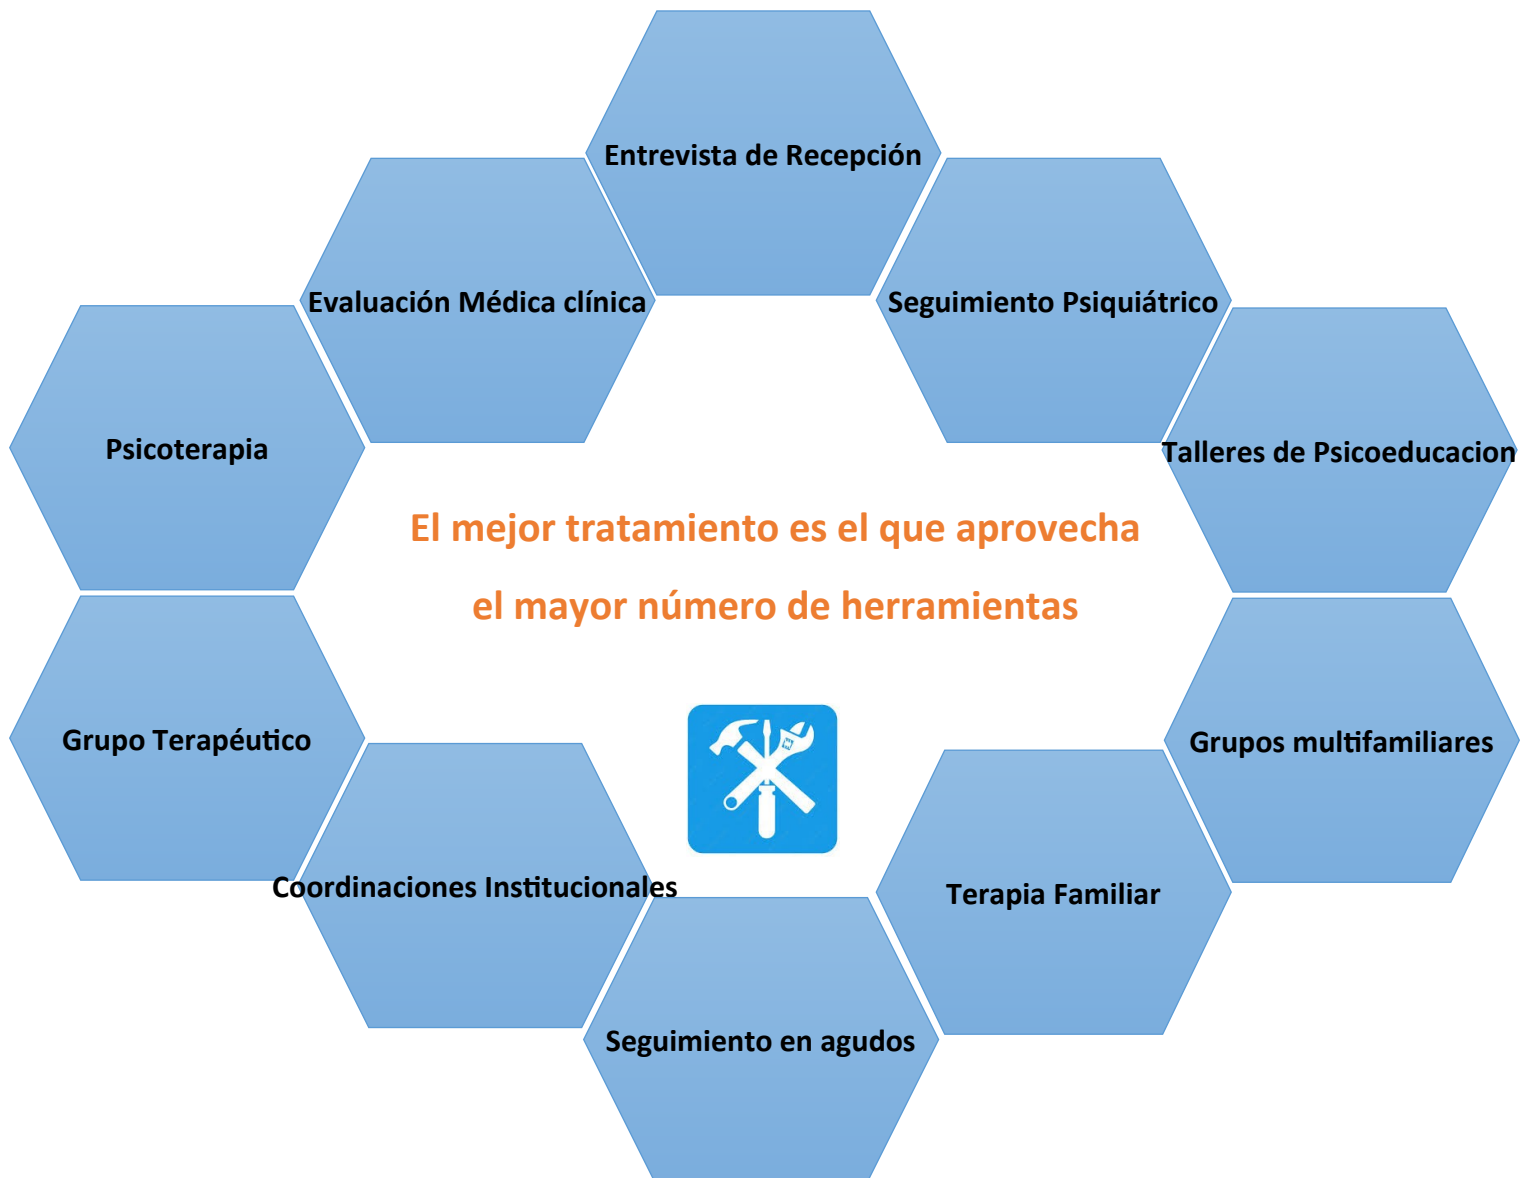 Entrevista de Recepción
Evaluación Médica clínica
Seguimiento Psiquiátrico
Psicoterapia
Talleres de Psicoeducacion
El mejor tratamiento es el que aprovecha
el mayor número de herramientas
Grupo Terapéutico
Grupos multifamiliares
Coordinaciones Institucionales
Terapia Familiar
Seguimiento en agudos